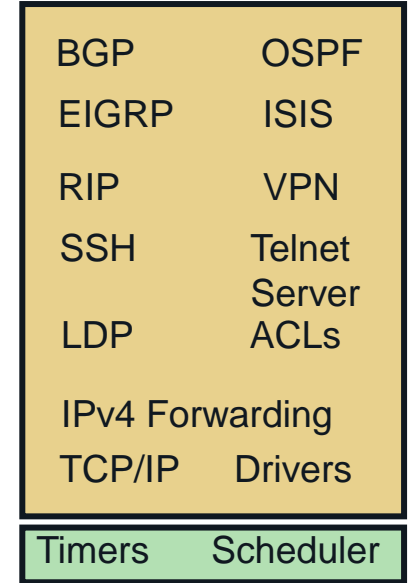 BGP OSPF
EIGRP ISIS
RIP VPN
SSH Telnet
Server
LDP ACLs
IPv4 Forwarding
TCP/IP Drivers
Timers Scheduler